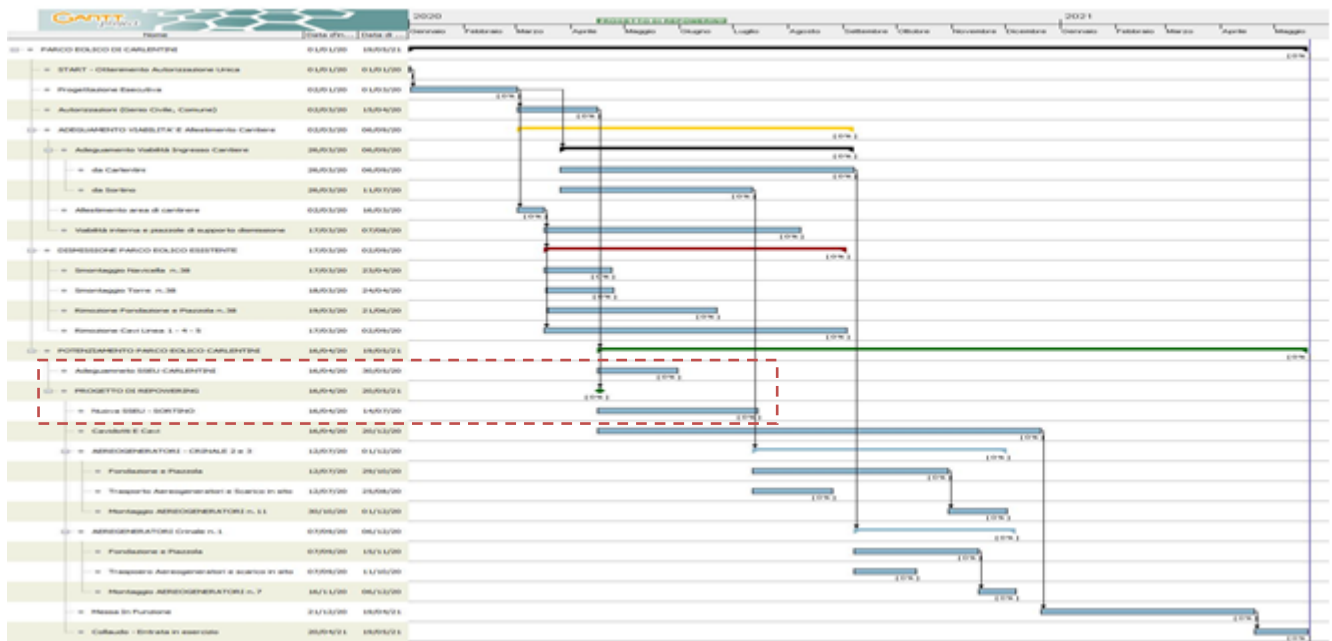 GANTT project
2020 2021
PROGETTO DI REPOWERING
Nome Data d'in... Data di ... Gennaio Febbraio Marzo Aprile Maggio Giugno Luglio Agosto Settembre Ottobre Novembre Dicembre Gennaio Febbraio Marzo Aprile Maggio
PARCO EOLICO DI CARLENTINI 01/01/20 19/05/21
START - Ottenimento Autorizzazione Unica 01/01/20 01/01/20
Progettazione Esecutiva 02/01/20 01/03/20
Autorizzazioni (Genio Civile, Comune) 02/03/20 15/04/20
ADEGUAMENTO VIABILITA' E Allestimento Cantiere 02/03/20 06/09/20
Adeguamento Viabilità Ingresso Cantiere 26/03/20 06/09/20
da Carlentini 26/03/20 06/09/20
da Sortino 26/03/20 11/07/20
Allestimento area di cantirere 02/03/20 16/03/20
Viabilità interna e piazzole di supporto dismissione 17/03/20 07/08/20
DISMISSIONE PARCO EOLICO ESISTENTE 17/03/20 02/09/20
Smontaggio Navicella n.38 17/03/20 23/04/20
Smontaggio Torre n.38 18/03/20 24/04/20
Rimozione Fondazione e Piazzola n.38 19/03/20 21/06/20
Rimozione Cavi Linea 1 - 4 - 5 17/03/20 02/09/20
POTENZIAMENTO PARCO EOLICO CARLENTINI 16/04/20 19/05/21
Adeguamneto SSEU CARLENTINI 16/04/20 30/05/20
PROGETTO DI REPOWERING 16/04/20 20/05/21
Nuova SSEU - SORTINO 16/04/20 14/07/20
Cavidotti E Cavi 16/04/20 20/12/20
AEREOGENERATORI - CRINALE 2 e 3 12/07/20 01/12/20
Fondazione e Piazzola 12/07/20 29/10/20
Trasporto Aereogeneratori e Scarico in sito 12/07/20 25/08/20
Montaggio AEREOGENERATORI n. 11 30/10/20 01/12/20
AEREOGENERATORI Crinale n. 1 07/09/20 06/12/20
Fondazione e Piazzola 07/09/20 15/11/20
Trasporto Aereogeneratori e scarico in sito 07/09/20 11/10/20
Montaggio AEREOGENERATORI n. 7 16/11/20 06/12/20
Messa In Funzione 21/12/20 19/04/21
Collaudo - Entrata in esercizio 20/04/21 19/05/21